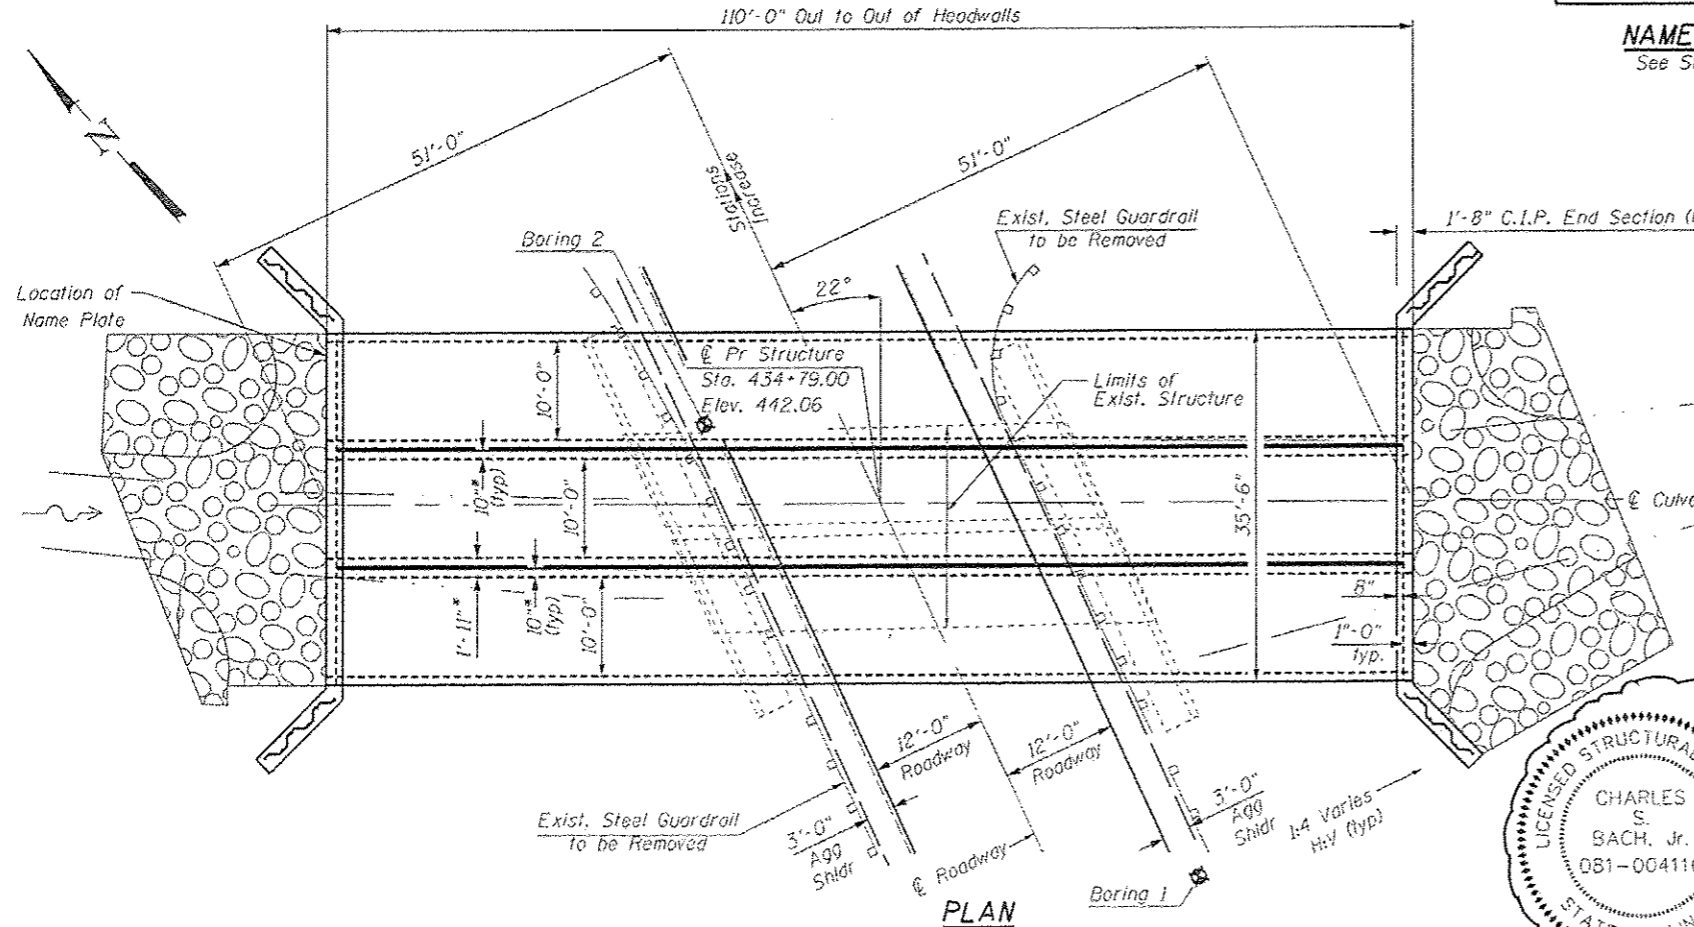 110'-0" Out to Out of Headwalls
NAME
See S
N
51'-0"
Stations
Increase
51'-0"
Exist. Steel Guardrail
to be Removed
1'-8" C.I.P. End Section
Boring 2
Location of
Name Plate
22°
℄ Pr Structure
Sta. 434+79.00
Elev. 442.06
Limits of
Exist. Structure
10'-0"
10"*
(typ)
10'-0"
35'-6"
℄ Culv
1'-11"*
10"*
(typ)
10'-0"
8"
1'-0"
typ.
12'-0"
Roadway
12'-0"
Roadway
Exist. Steel Guardrail
to be Removed
3'-0"
Agg
Shldr
℄ Roadway
3'-0"
Agg
Shldr
1:4 Varies
H:V (typ)
Boring 1
PLAN
LICENSED STRUCTURAL
CHARLES
S.
BACH, Jr.
081-004116